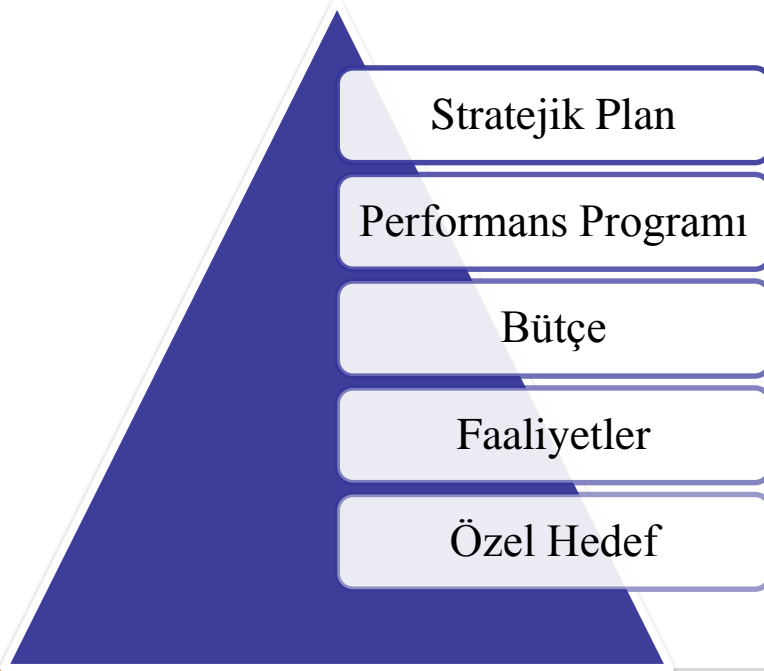 Stratejik Plan
Performans Programı
Bütçe
Faaliyetler
Özel Hedef